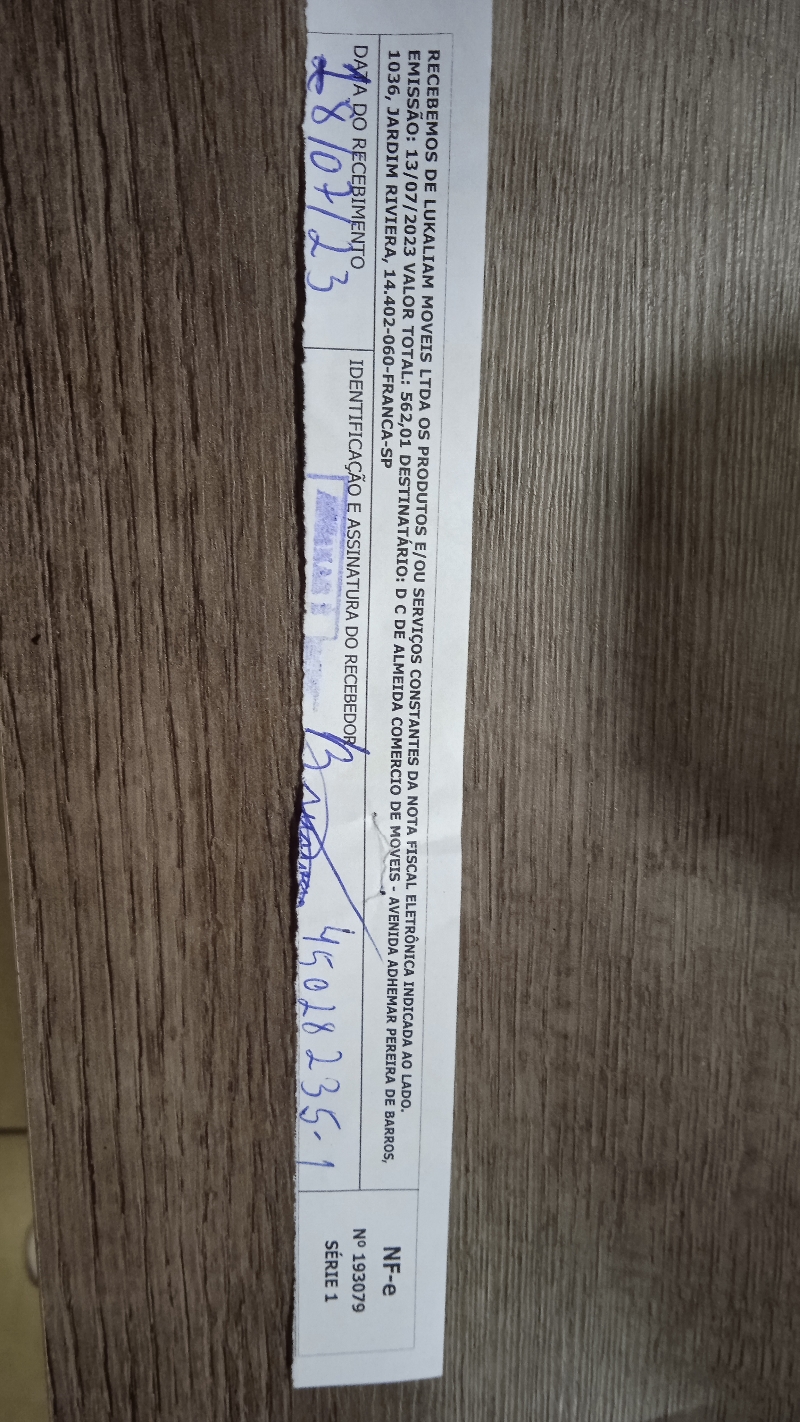 RECEBEMOS DE LUKALIAM MOVEIS LTDA OS PRODUTOS E/OU SERVIÇOS CONSTANTES DA NOTA FISCAL ELETRÔNICA INDICADA AO LADO.
EMISSÃO: 13/07/2023 VALOR TOTAL: 562,01 DESTINATÁRIO: D C DE ALMEIDA COMERCIO DE MOVEIS - AVENIDA ADHEMAR PEREIRA DE BARROS,
1036, JARDIM RIVIERA, 14.402-060-FRANCA-SP
DATA DO RECEBIMENTO
8/07/23
IDENTIFICAÇÃO E ASSINATURA DO RECEBEDOR
45028235-1
NF-e
Nº 193079
SÉRIE 1